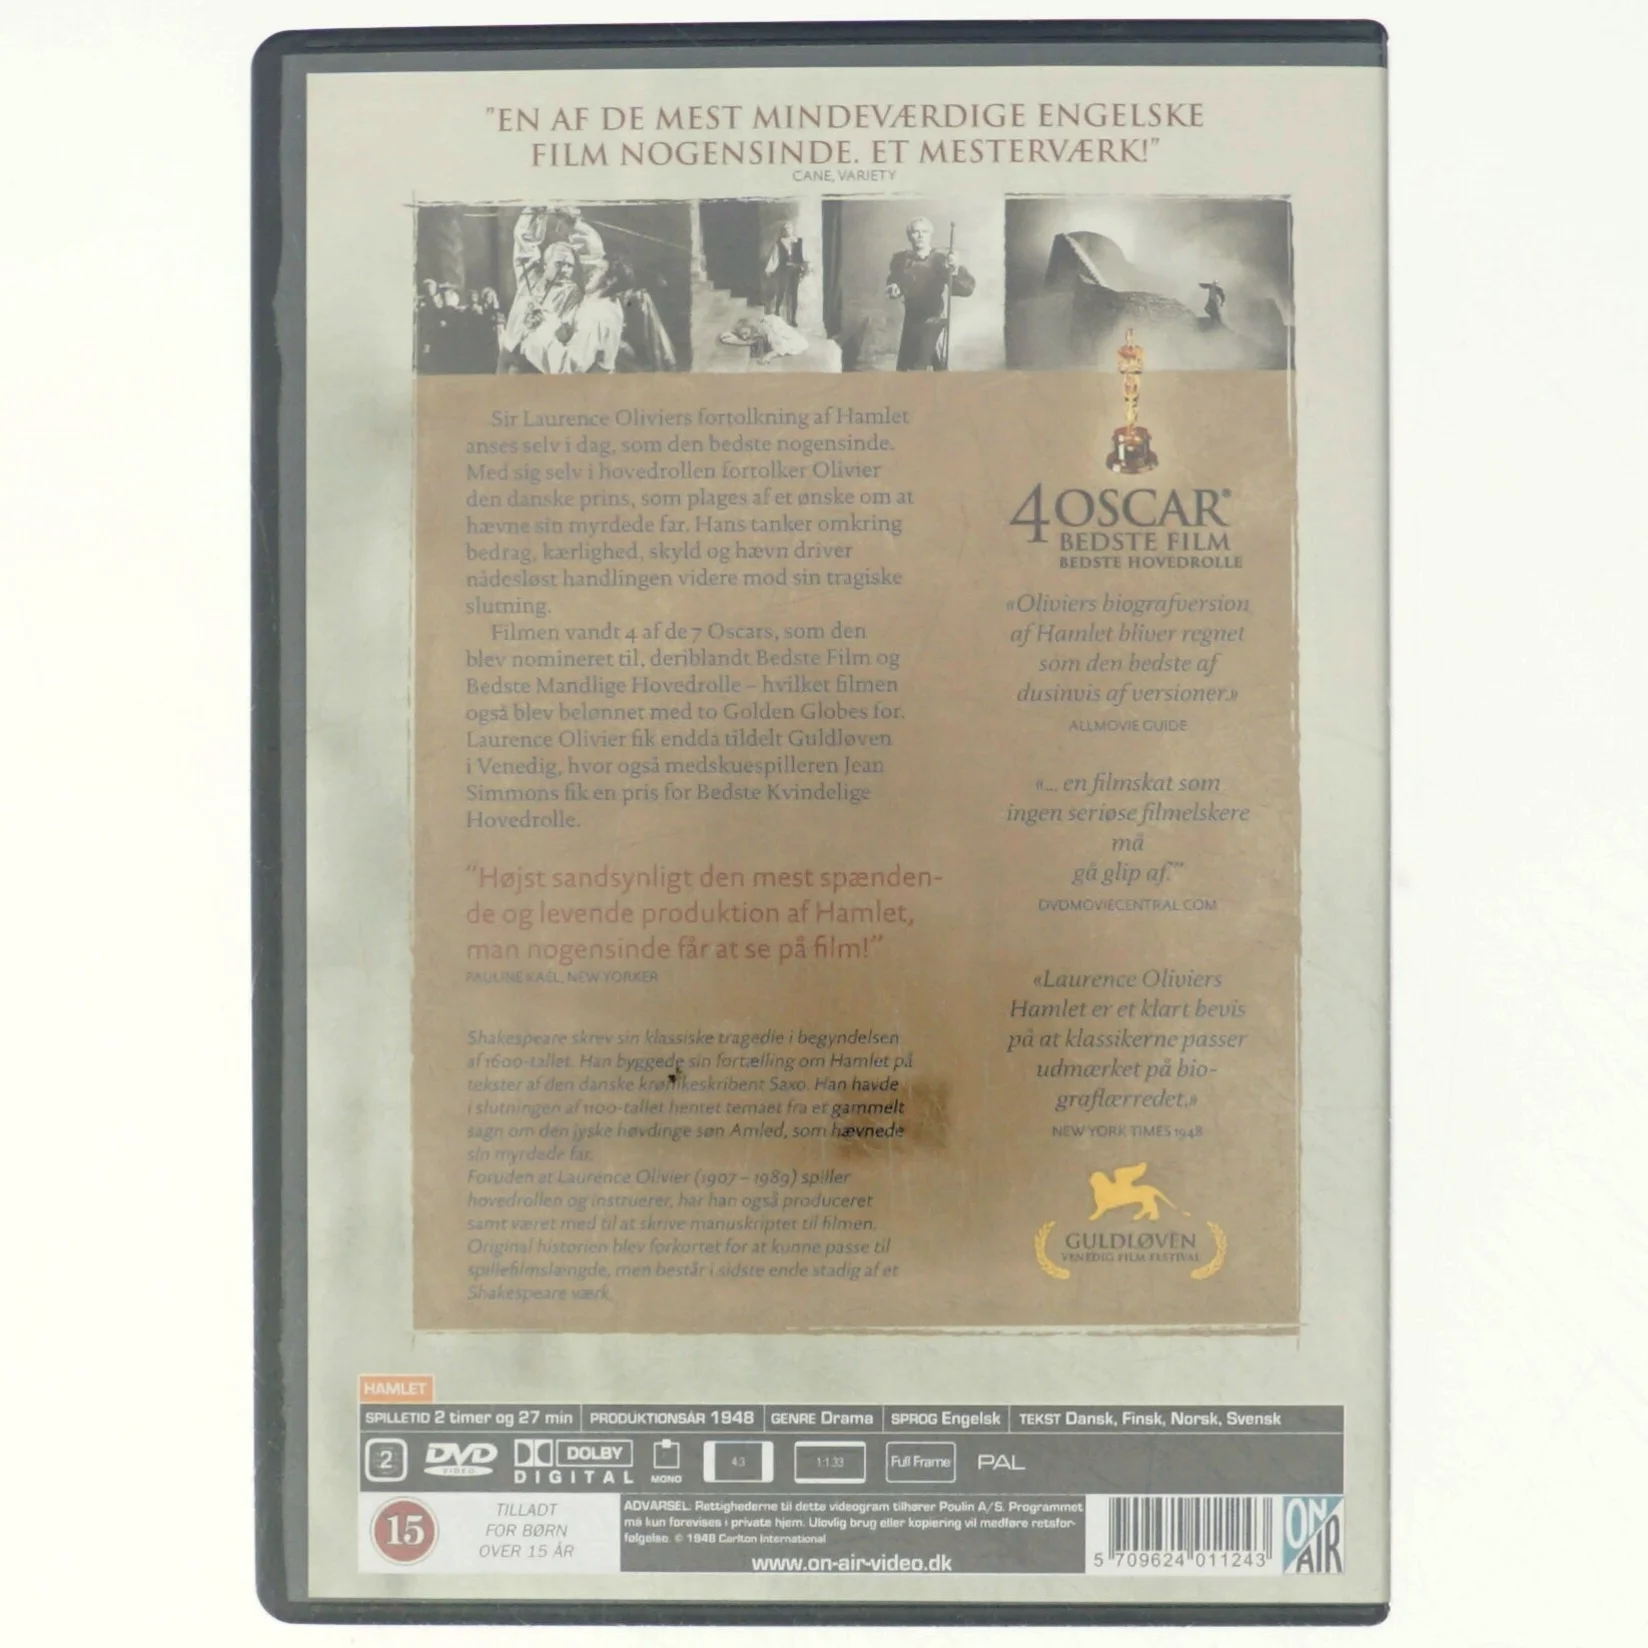 "EN AF DE MEST MINDEVÆRDIGE ENGELSKE
FILM NOGENSINDE. ET MESTERVÆRK!"
CANE, VARIETY
Sir Laurence Oliviers fortolkning af Hamlet
anses selv i dag, som den bedste nogensinde.
Med sig selv i hovedrollen fortolker Olivier
den danske prins, som plages af et ønske om at
hævne sin myrdede far. Hans tanker omkring
bedrag, kærlighed, skyld og hævn driver
nådesløst handlingen videre mod sin tragiske
slutning.
Filmen vandt 4 af de 7 Oscars, som den
blev nomineret til, deriblandt Bedste Film og
Bedste Mandlige Hovedrolle – hvilket filmen
også blev belønnet med to Golden Globes for.
Laurence Olivier fik endda tildelt Guldløven
i Venedig, hvor også medskuespilleren Jean
Simmons fik en pris for Bedste Kvindelige
Hovedrolle.
"Højst sandsynligt den mest spænden-
de og levende produktion af Hamlet,
man nogensinde får at se på film!"
PAULINE KAEL, NEW YORKER
Shakespeare skrev sin klassiske tragedie i begyndelsen
af 1600-tallet. Han byggede sin fortælling om Hamlet på
tekster af den danske krønikeskribent Saxo. Han havde
i slutningen af 1100-tallet hentet temaet fra et gammelt
sagn om den jyske høvdinge søn Amled, som hævnede
sin myrdede far.
Foruden at Laurence Olivier (1907 – 1989) spiller
hovedrollen og instruerer, har han også produceret
samt været med til at skrive manuskriptet til filmen.
Original historien blev forkortet for at kunne passe til
spillefilmslængde, men består i sidste ende stadig af et
Shakespeare værk.
4 OSCAR®
BEDSTE FILM
BEDSTE HOVEDROLLE
«Oliviers biografversion
af Hamlet bliver regnet
som den bedste af
dusinvis af versioner.»
ALLMOVIE GUIDE
«... en filmskat som
ingen seriøse filmelskere
må
gå glip af."
DVDMOVIECENTRAL.COM
«Laurence Oliviers
Hamlet er et klart bevis
på at klassikerne passer
udmærket på bio-
graflærredet.»
NEW YORK TIMES 1948
GULDLØVEN
VENEDIG FILM FESTIVAL
HAMLET
SPILLETID 2 timer og 27 min PRODUKTIONSÅR 1948 GENRE Drama SPROG Engelsk TEKST Dansk, Finsk, Norsk, Svensk
2 DVD VIDEO DOLBY DIGITAL MONO 4:3 1:1.33 Full Frame PAL
15
TILLADT
FOR BØRN
OVER 15 ÅR
ADVARSEL. Rettighederne til dette videogram tilhører Poulin A/S. Programmet
må kun forevises i private hjem. Ulovlig brug eller kopiering vil medføre retsfor-
følgelse. © 1948 Carlton International
www.on-air-video.dk
5 709624 011243
ON
AIR